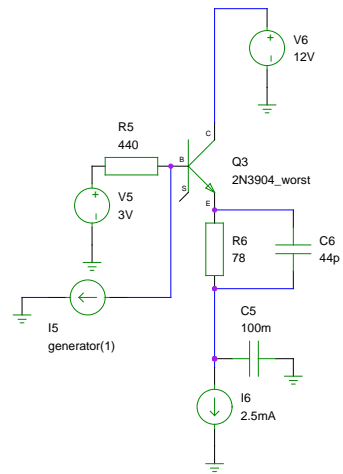 V6
12V
R5
440
C
B
S
E
Q3
2N3904_worst
V5
3V
R6
78
C6
44p
I5
generator(1)
C5
100m
I6
2.5mA